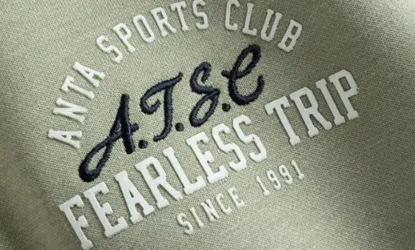 ANTA SPORTS CLUB
A.T.S.C
FEARLESS TRIP
SINCE 1991